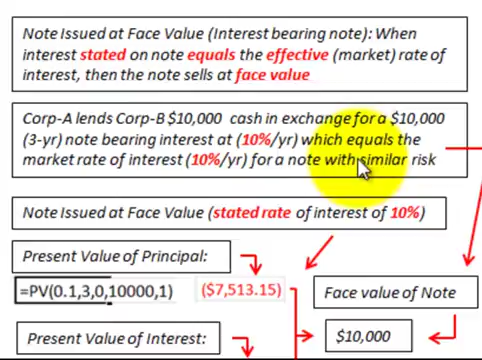 Note Issued at Face Value (Interest bearing note): When
interest stated on note equals the effective (market) rate of
interest, then the note sells at face value
Corp-A lends Corp-B $10,000 cash in exchange for a $10,000
(3-yr) note bearing interest at (10%/yr) which equals the
market rate of interest (10%/yr) for a note with similar risk
Note Issued at Face Value (stated rate of interest of 10%)
Present Value of Principal:
=PV(0.1,3,0,10000,1) ($7,513.15)
Face value of Note
Present Value of Interest:
$10,000